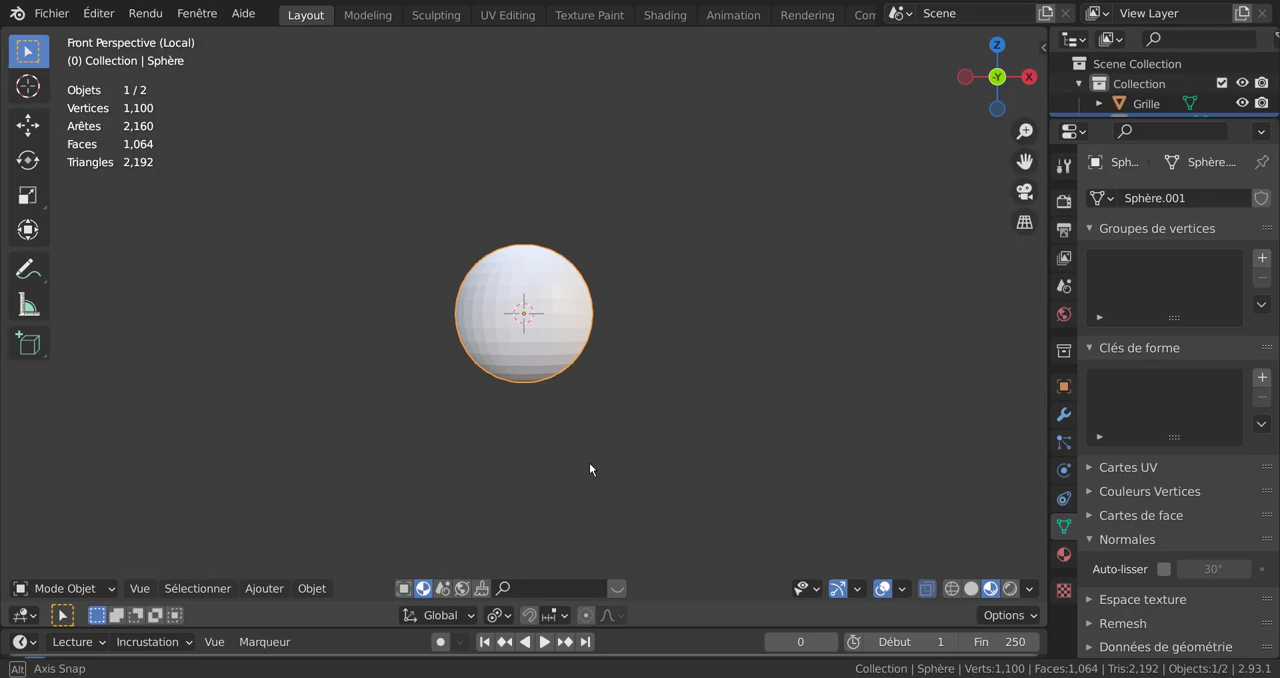 Fichier Éditer Rendu Fenêtre Aide Layout Modeling Sculpting UV Editing Texture Paint Shading Animation Rendering Com Scene View Layer
Front Perspective (Local)
(0) Collection | Sphère
Objets 1 / 2
Vertices 1,100
Arêtes 2,160
Faces 1,064
Triangles 2,192
Z
-Y
X
Scene Collection
Collection
Grille
Sph... Sphère....
Sphère.001
Groupes de vertices
Clés de forme
Cartes UV
Couleurs Vertices
Cartes de face
Normales
Auto-lisser 30°
Espace texture
Remesh
Données de géométrie
Mode Objet Vue Sélectionner Ajouter Objet
Global Options
Lecture Incrustation Vue Marqueur 0 Début 1 Fin 250
Alt Axis Snap Collection | Sphère | Verts:1,100 | Faces:1,064 | Tris:2,192 | Objects:1/2 | 2.93.1